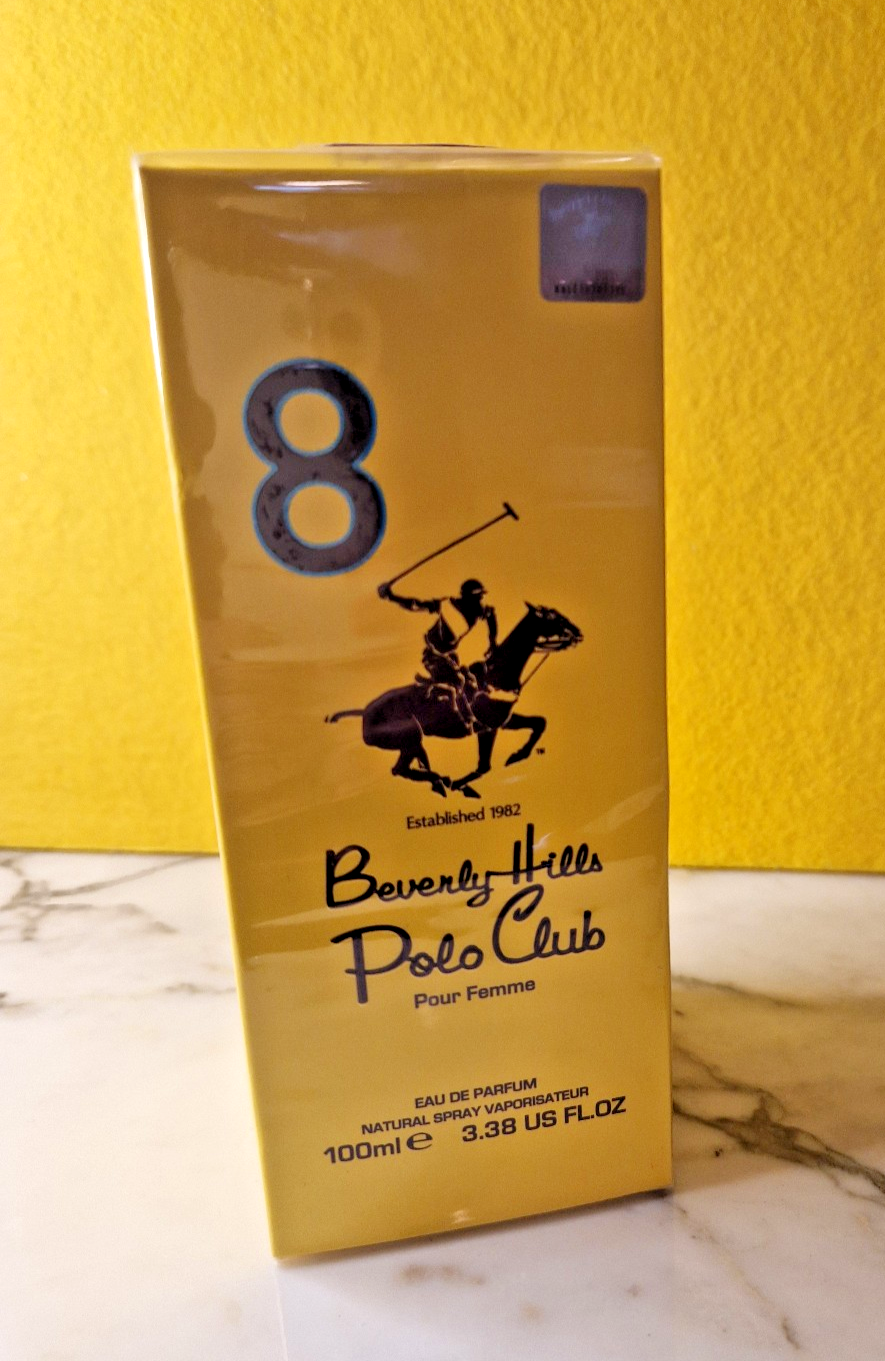 8
TM
Established 1982
Beverly Hills
Polo Club
Pour Femme
EAU DE PARFUM
NATURAL SPRAY VAPORISATEUR
100ml e 3.38 US FL.OZ